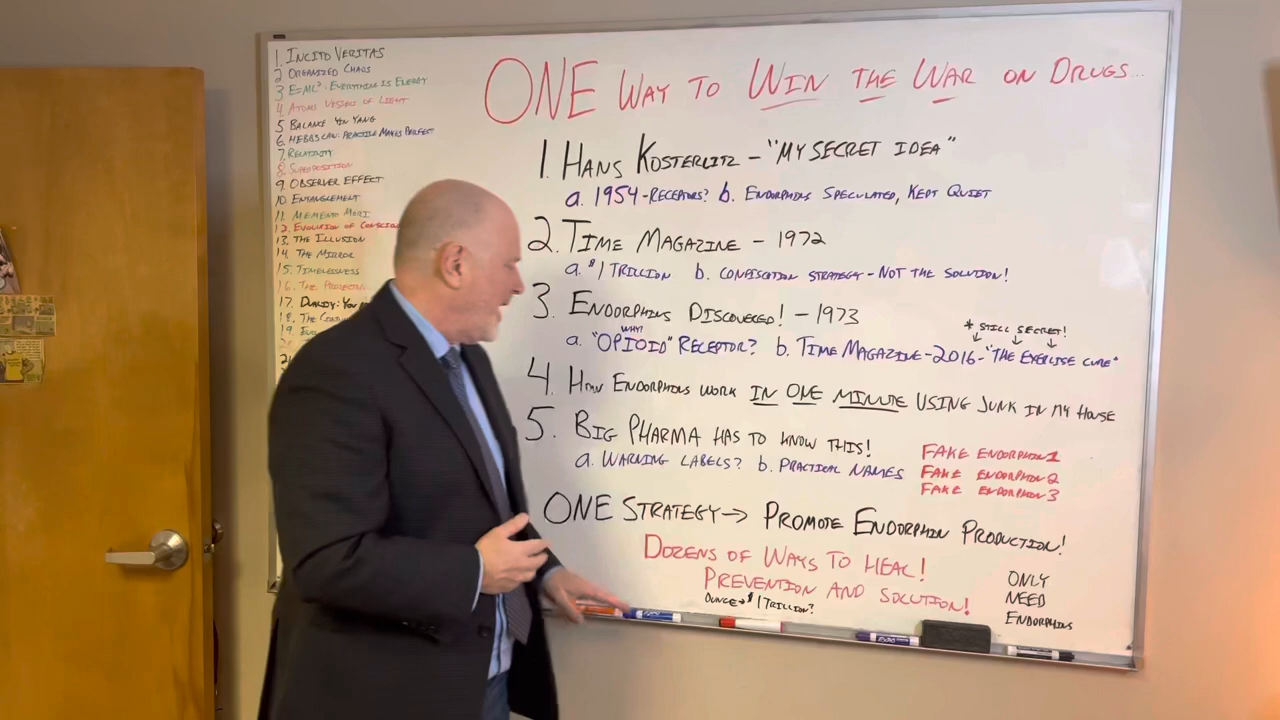 1. INCITO VERITAS
2 ORGANIZED CHAOS
3 E=MC² : EVERYTHING IS ENERGY
4. ATOMS VESSELS OF LIGHT
5 BALANCE YIN YANG
6. HEBBS LAW: PRACTICE MAKES PERFECT
7. RELATIVITY
8. SUPERPOSITION
9. OBSERVER EFFECT
10. ENTANGLEMENT
11. MEMENTO MORI
12. EVOLUTION OF
13. THE ILLUSION
14. THE MIRROR
15. TIMELESSNESS
16. THE
17. DUALITY: YOU
18. THE
19.
ONE WAY TO WIN THE WAR ON DRUGS...
1. HANS KOSTERLITZ - "MY SECRET IDEA"
a. 1954 - RECEPTORS? b. ENDORPHINS SPECULATED, KEPT QUIET
2. TIME MAGAZINE - 1972
a. $1 TRILLION b. CONFISCATION STRATEGY - NOT THE SOLUTION!
3. ENDORPHINS DISCOVERED! - 1973
* STILL SECRET!
WHY?
a. "OPIOID" RECEPTOR? b. TIME MAGAZINE - 2016 - "THE EXERCISE CURE"
4. HOW ENDORPHINS WORK IN ONE MINUTE USING JUNK IN MY HOUSE
5. BIG PHARMA HAS TO KNOW THIS!
a. WARNING LABELS? b. PRACTICAL NAMES
FAKE ENDORPHIN 1
FAKE ENDORPHIN 2
FAKE ENDORPHIN 3
ONE STRATEGY → PROMOTE ENDORPHIN PRODUCTION!
DOZENS OF WAYS TO HEAL!
PREVENTION AND SOLUTION!
OUNCE → $1 TRILLION?
ONLY
NEED
ENDORPHINS
EXPO